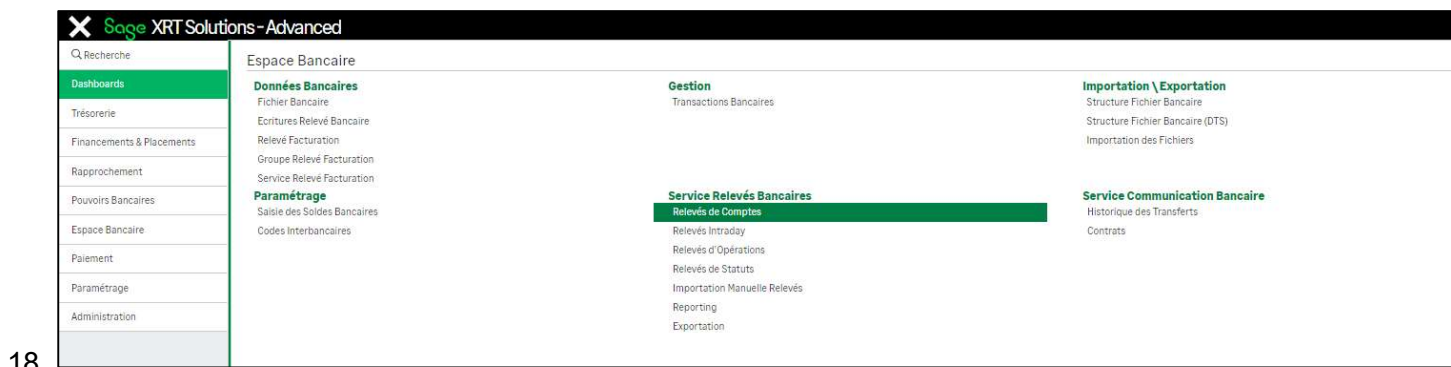 Sage XRT Solutions - Advanced
Recherche
Dashboards
Trésorerie
Financements & Placements
Rapprochement
Pouvoirs Bancaires
Espace Bancaire
Paiement
Paramétrage
Administration
Espace Bancaire
Données Bancaires
Fichier Bancaire
Ecritures Relevé Bancaire
Relevé Facturation
Groupe Relevé Facturation
Service Relevé Facturation
Gestion
Transactions Bancaires
Importation \ Exportation
Structure Fichier Bancaire
Structure Fichier Bancaire (DTS)
Importation des Fichiers
Paramétrage
Saisie des Soldes Bancaires
Codes Interbancaires
Service Relevés Bancaires
Relevés de Comptes
Relevés Intraday
Relevés d'Opérations
Relevés de Statuts
Importation Manuelle Relevés
Reporting
Exportation
Service Communication Bancaire
Historique des Transferts
Contrats
18